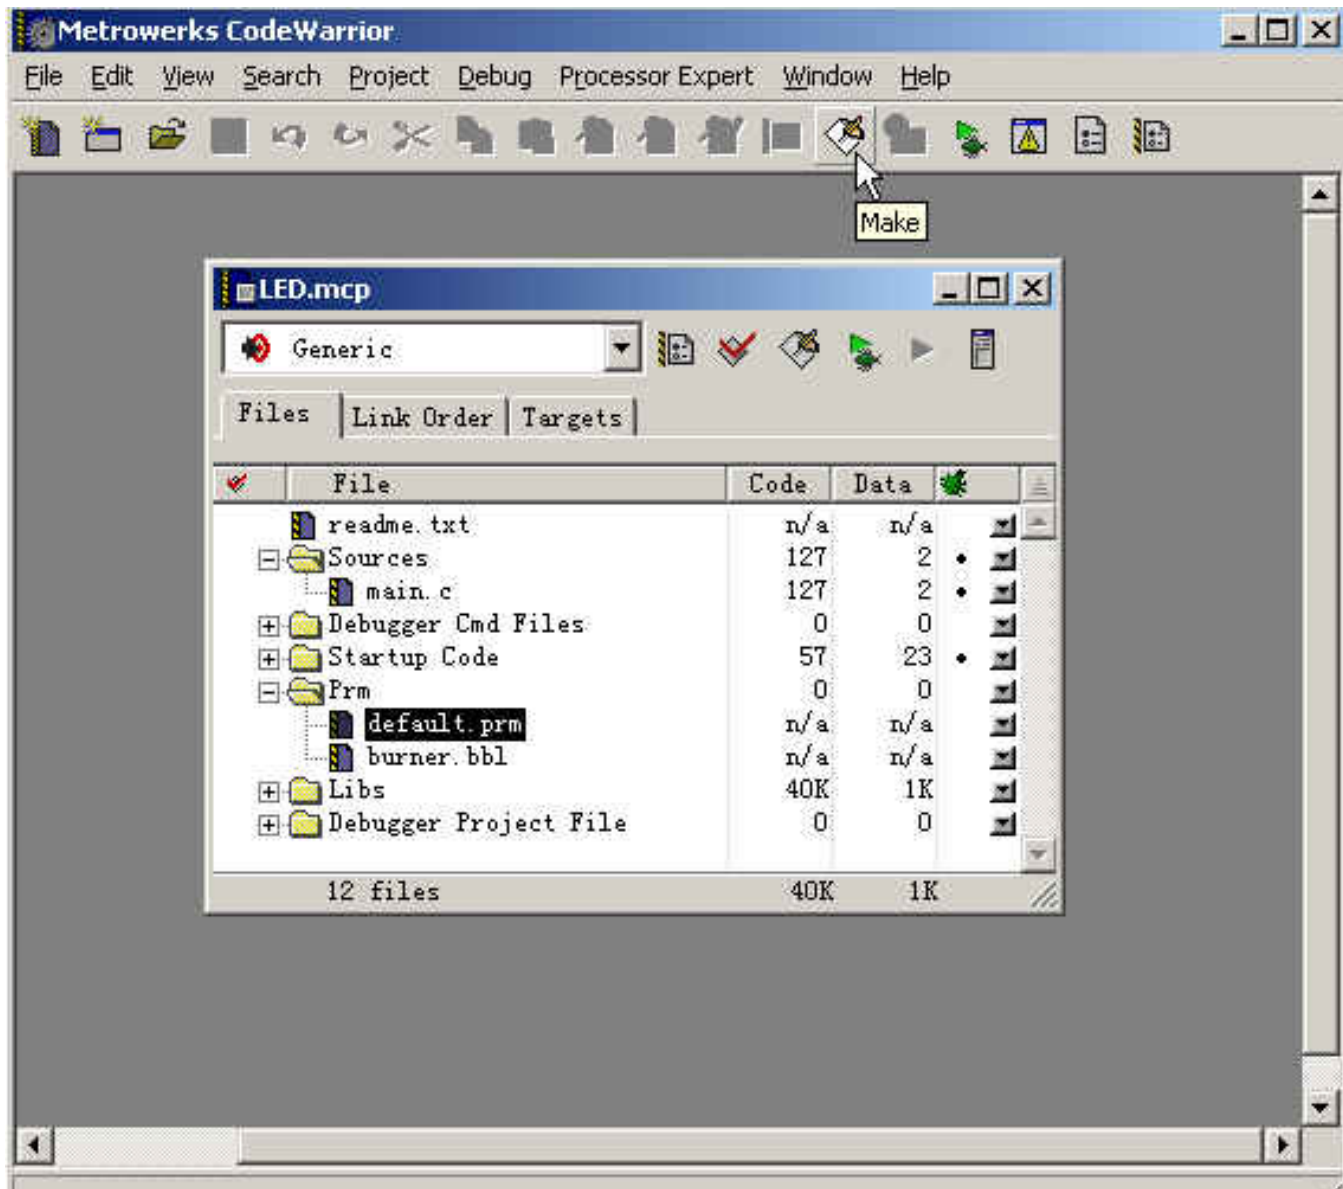 Metrowerks CodeWarrior
File Edit View Search Project Debug Processor Expert Window Help
Make
LED.mcp
Generic
Files Link Order Targets
File Code Data
readme.txt n/a n/a
Sources 127 2
main.c 127 2
Debugger Cmd Files 0 0
Startup Code 57 23
Prm 0 0
default.prm n/a n/a
burner.bbl n/a n/a
Libs 40K 1K
Debugger Project File 0 0
12 files 40K 1K